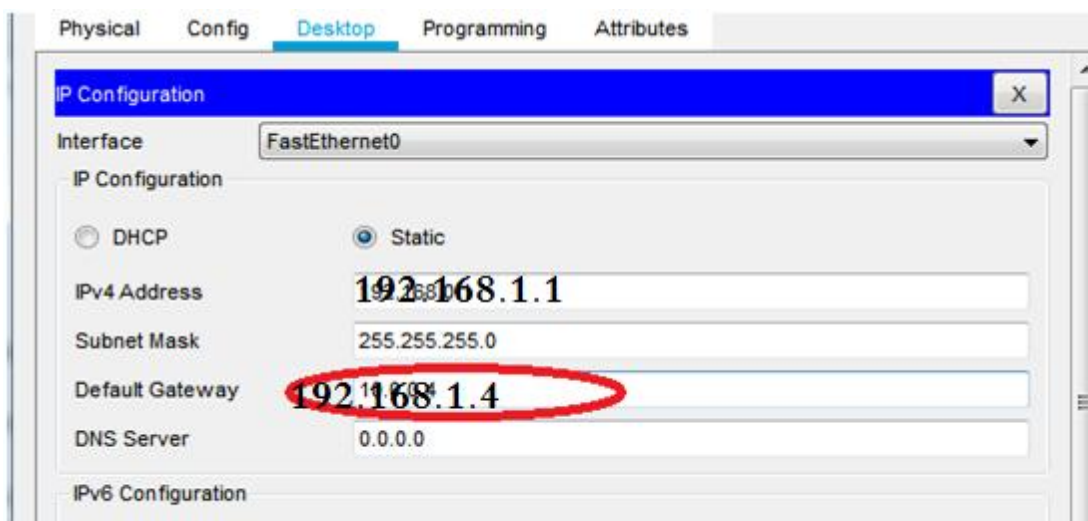 Physical Config Desktop Programming Attributes
IP Configuration X
Interface FastEthernet0
IP Configuration
DHCP Static
IPv4 Address 192.168.1.1
Subnet Mask 255.255.255.0
Default Gateway 192.168.1.4
DNS Server 0.0.0.0
IPv6 Configuration